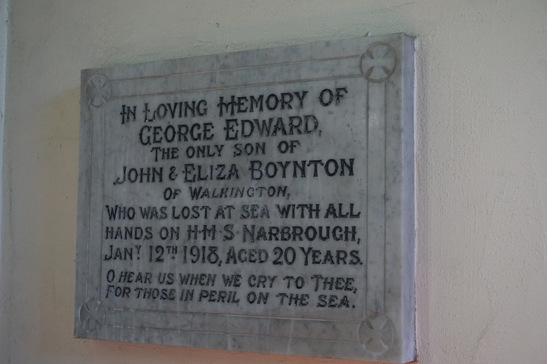 IN LOVING MEMORY OF
GEORGE EDWARD,
THE ONLY SON OF
JOHN & ELIZA BOYNTON
OF WALKINGTON,
WHO WAS LOST AT SEA WITH ALL
HANDS ON H·M·S·NARBROUGH,
JANY 12TH 1918, AGED 20 YEARS.
O HEAR US WHEN WE CRY TO THEE,
FOR THOSE IN PERIL ON THE SEA.